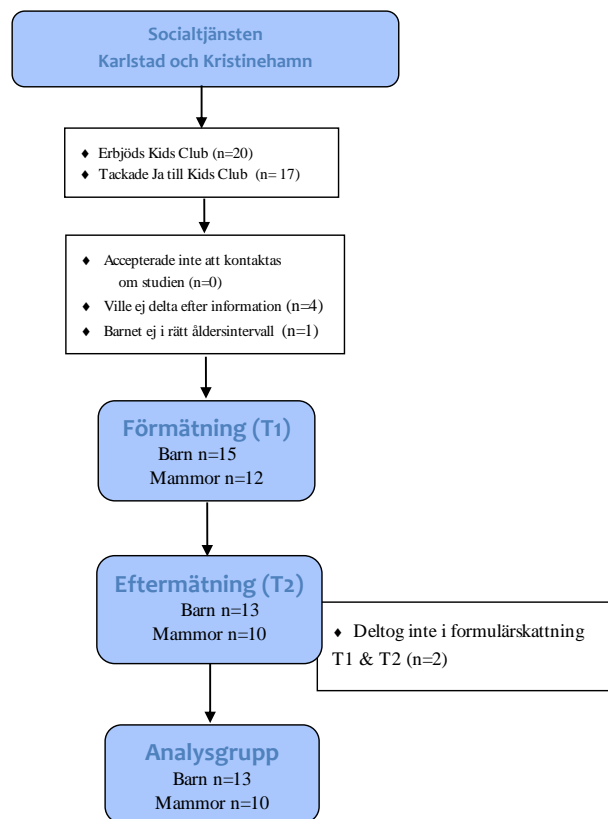 Socialtjänsten
Karlstad och Kristinehamn
♦ Erbjöds Kids Club (n=20)
♦ Tackade Ja till Kids Club (n= 17)
♦ Accepterade inte att kontaktas
om studien (n=0)
♦ Ville ej delta efter information (n=4)
♦ Barnet ej i rätt åldersintervall (n=1)
Förmätning (T1)
Barn n=15
Mammor n=12
Eftermätning (T2)
Barn n=13
Mammor n=10
♦ Deltog inte i formulärskattning
T1 & T2 (n=2)
Analysgrupp
Barn n=13
Mammor n=10